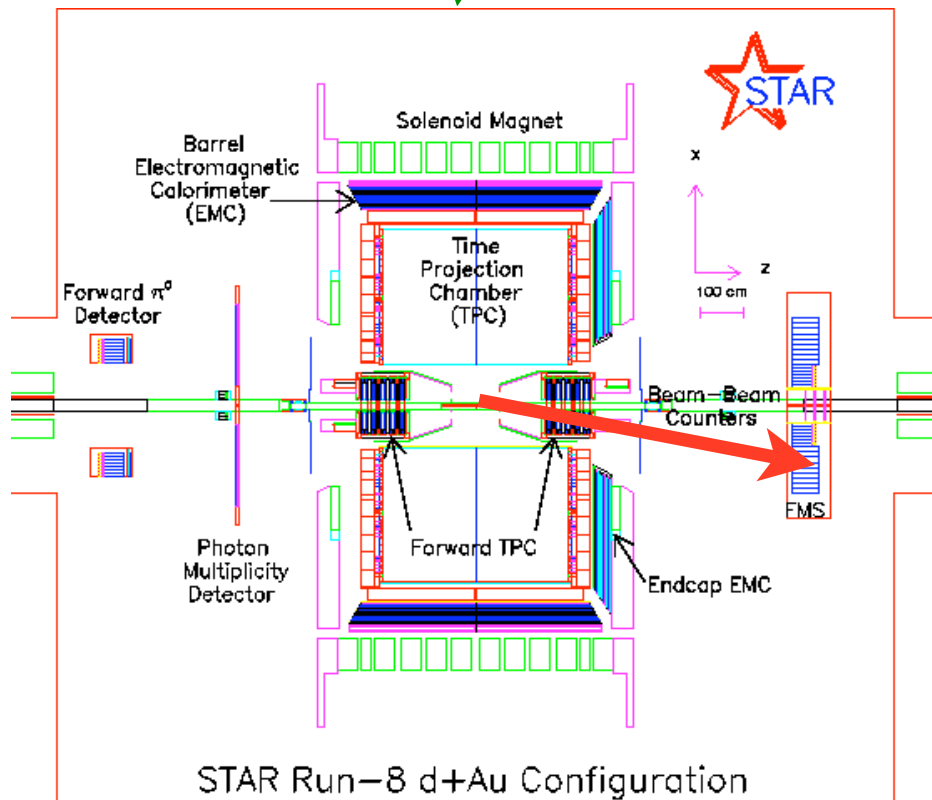 STAR
Solenoid Magnet
Barrel
Electromagnetic
Calorimeter
(EMC)
x
z
100 cm
Time
Projection
Chamber
(TPC)
Forward π⁰
Detector
Beam-Beam
Counters
FMS
Photon
Multiplicity
Detector
Forward TPC
Endcap EMC
STAR Run-8 d+Au Configuration